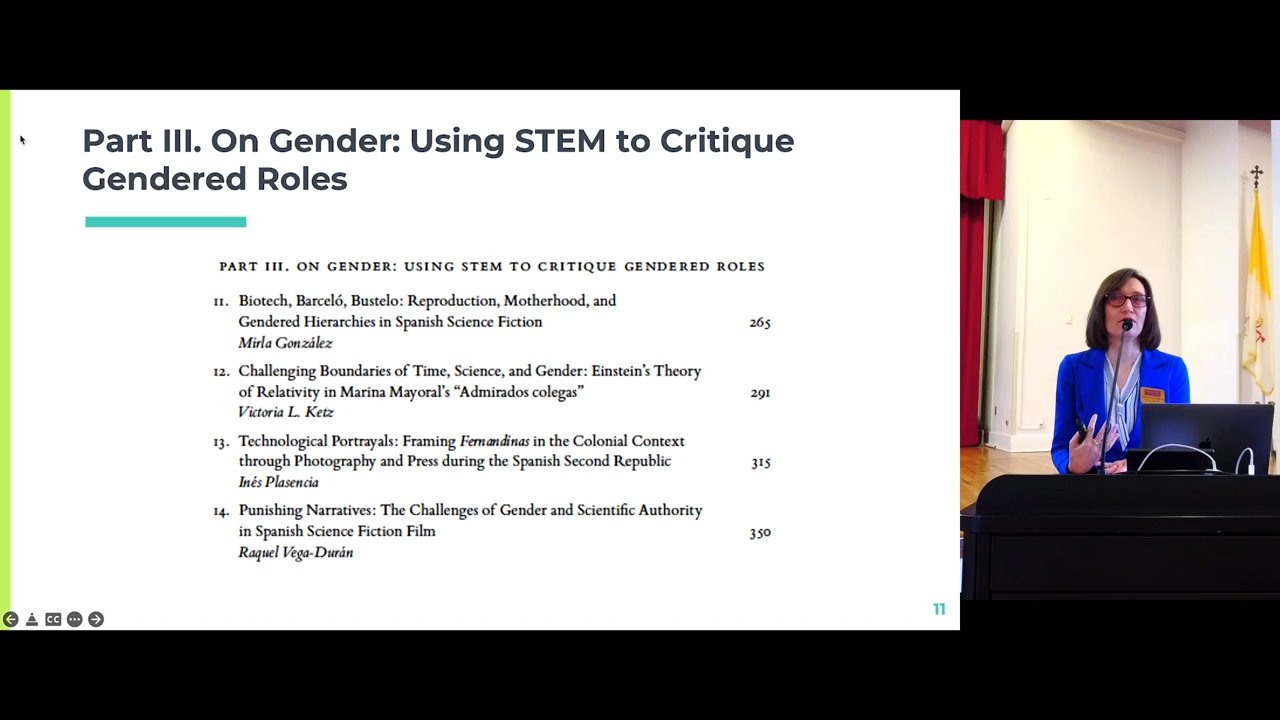 Part III. On Gender: Using STEM to Critique
Gendered Roles
PART III. ON GENDER: USING STEM TO CRITIQUE GENDERED ROLES
11. Biotech, Barceló, Bustelo: Reproduction, Motherhood, and
Gendered Hierarchies in Spanish Science Fiction 265
Mirla González
12. Challenging Boundaries of Time, Science, and Gender: Einstein's Theory
of Relativity in Marina Mayoral's “Admirados colegas” 291
Victoria L. Ketz
13. Technological Portrayals: Framing Fernandinas in the Colonial Context
through Photography and Press during the Spanish Second Republic 315
Inés Plasencia
14. Punishing Narratives: The Challenges of Gender and Scientific Authority
in Spanish Science Fiction Film 350
Raquel Vega-Durán
CC
11